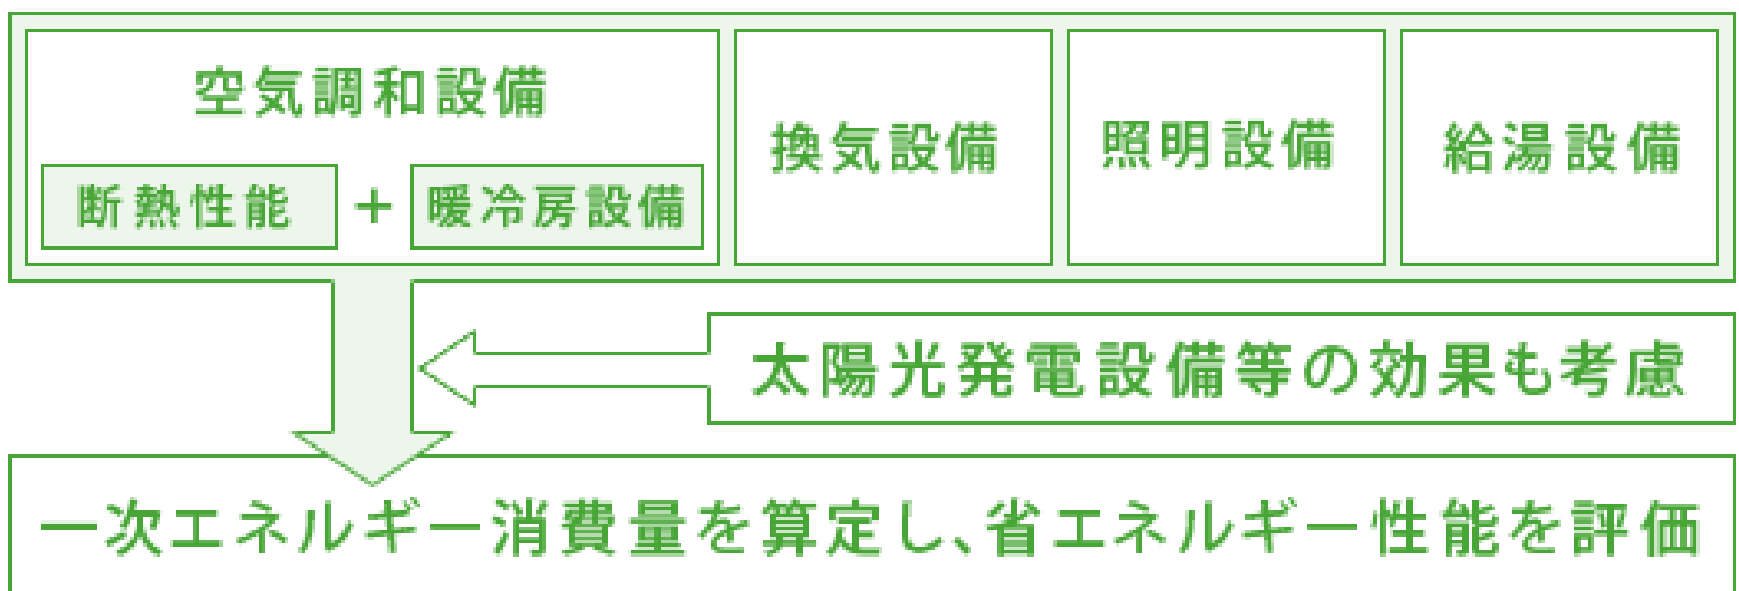 空気調和設備
断熱性能 + 暖冷房設備
換気設備
照明設備
給湯設備
太陽光発電設備等の効果も考慮
一次エネルギー消費量を算定し、省エネルギー性能を評価